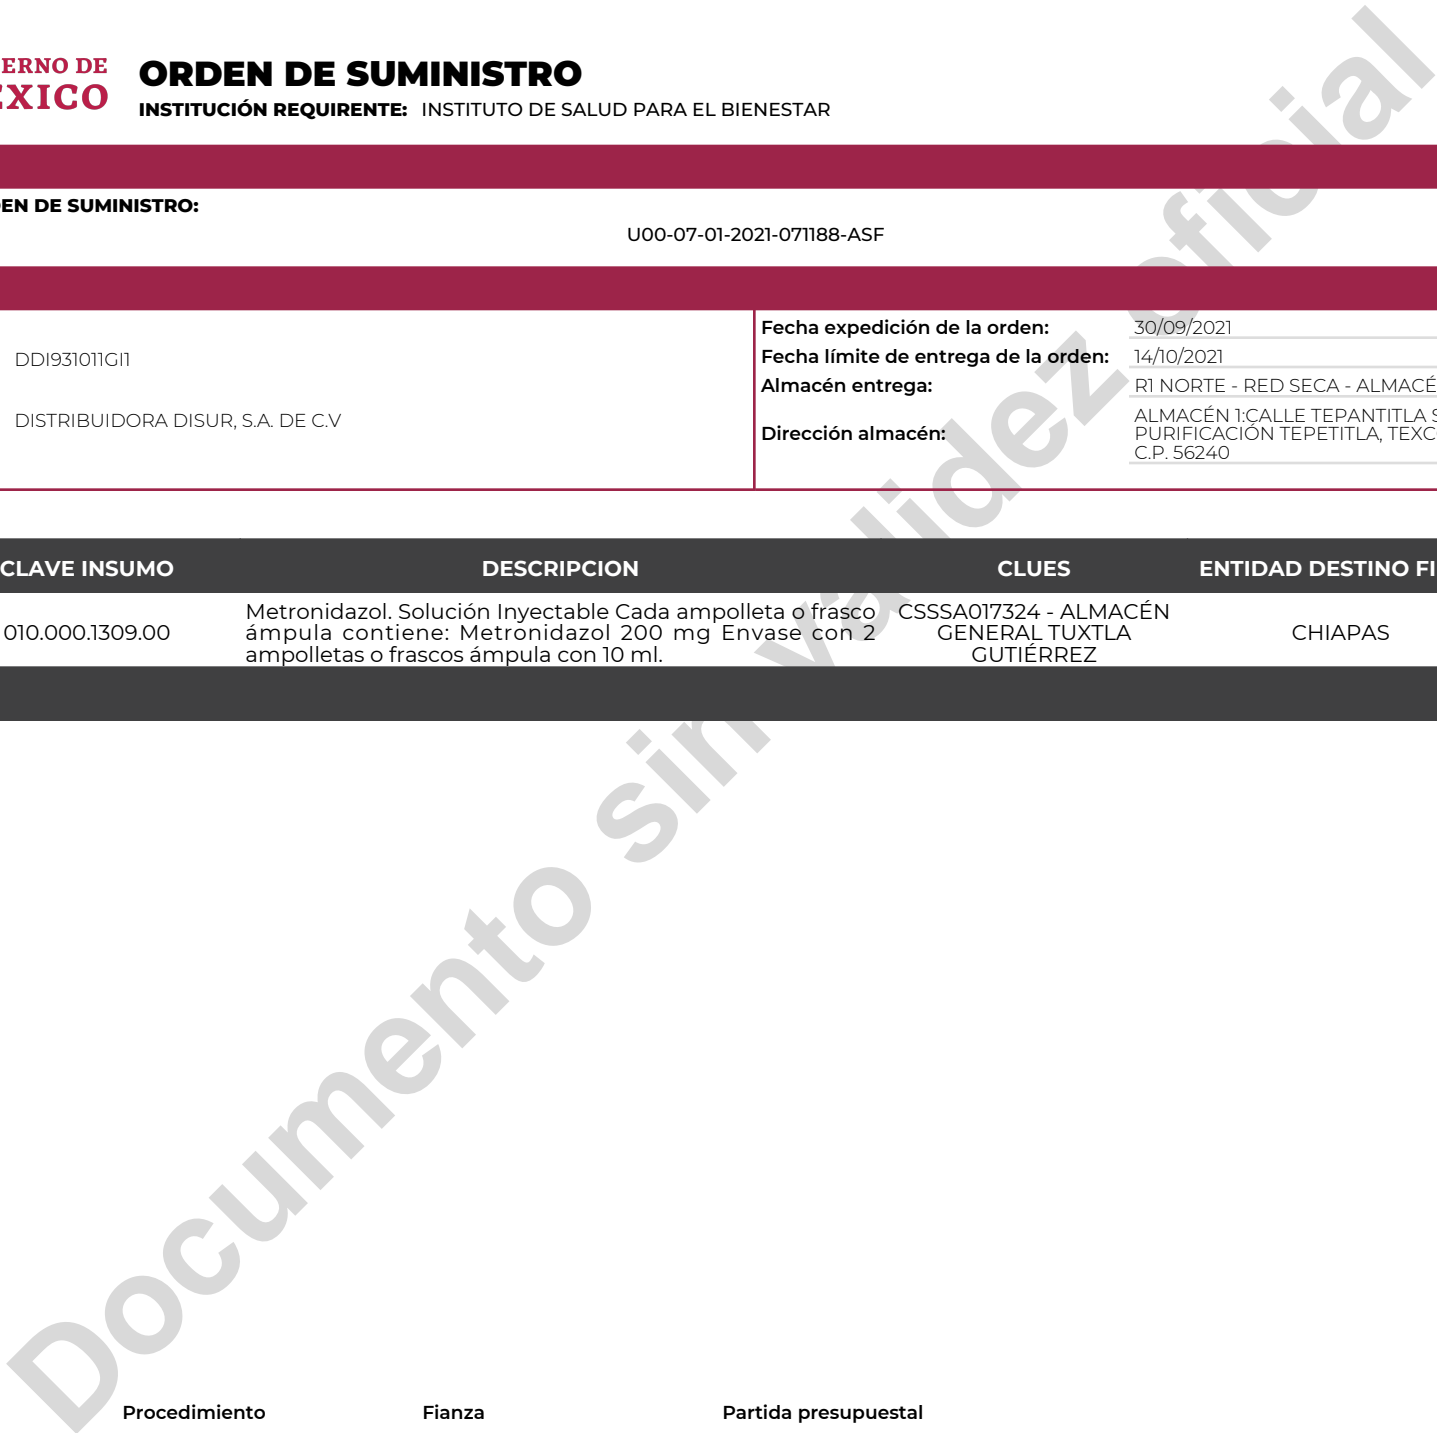 ERNO DE
ÉXICO
ORDEN DE SUMINISTRO
INSTITUCIÓN REQUIRENTE: INSTITUTO DE SALUD PARA EL BIENESTAR
EN DE SUMINISTRO:
U00-07-01-2021-071188-ASF
DDI931011GI1
DISTRIBUIDORA DISUR, S.A. DE C.V
Fecha expedición de la orden: 30/09/2021
Fecha límite de entrega de la orden: 14/10/2021
Almacén entrega: R1 NORTE - RED SECA - ALMACÉ
Dirección almacén: ALMACÉN 1:CALLE TEPANTITLA S
PURIFICACIÓN TEPETITLA, TEXC
C.P. 56240
CLAVE INSUMO DESCRIPCION CLUES ENTIDAD DESTINO FI
010.000.1309.00
Metronidazol. Solución Inyectable Cada ampolleta o frasco
ámpula contiene: Metronidazol 200 mg Envase con 2
ampolletas o frascos ámpula con 10 ml.
CSSSA017324 - ALMACÉN
GENERAL TUXTLA
GUTIÉRREZ
CHIAPAS
Documento sin validez oficial
Procedimiento Fianza Partida presupuestal